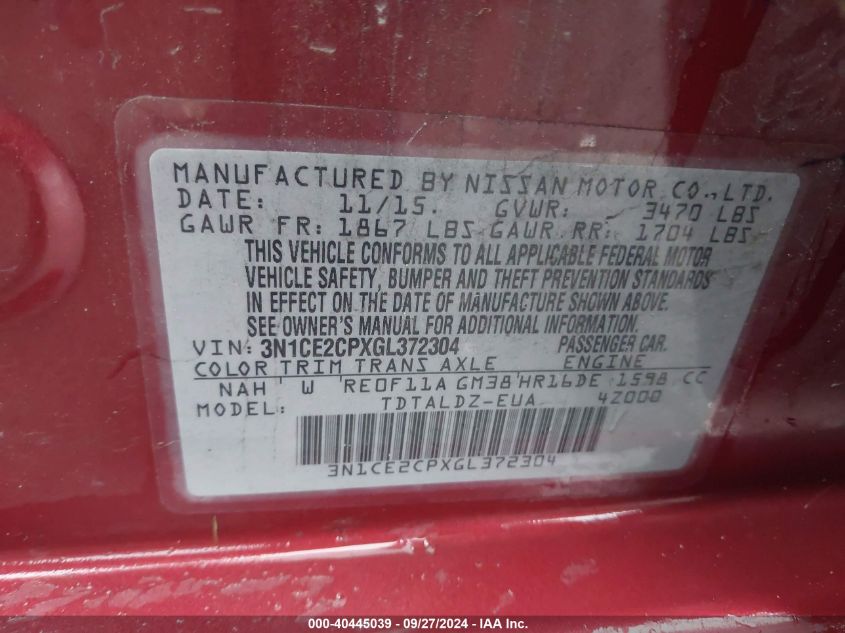 MANUFACTURED BY NISSAN MOTOR CO., LTD.
DATE: 11/15. GVWR: 3470 LBS
GAWR FR: 1867 LBS GAWR RR: 1704 LBS
THIS VEHICLE CONFORMS TO ALL APPLICABLE FEDERAL MOTOR
VEHICLE SAFETY, BUMPER AND THEFT PREVENTION STANDARDS
IN EFFECT ON THE DATE OF MANUFACTURE SHOWN ABOVE.
SEE OWNER'S MANUAL FOR ADDITIONAL INFORMATION.
VIN: 3N1CE2CPXGL372304 PASSENGER CAR.
COLOR TRIM TRANS AXLE ENGINE
NAH W RE0F11A GM38 HR16DE 1598 CC
MODEL: TDTALDZ-EUA 4Z000
3N1CE2CPXGL372304
000-40445039 - 09/27/2024 - IAA Inc.